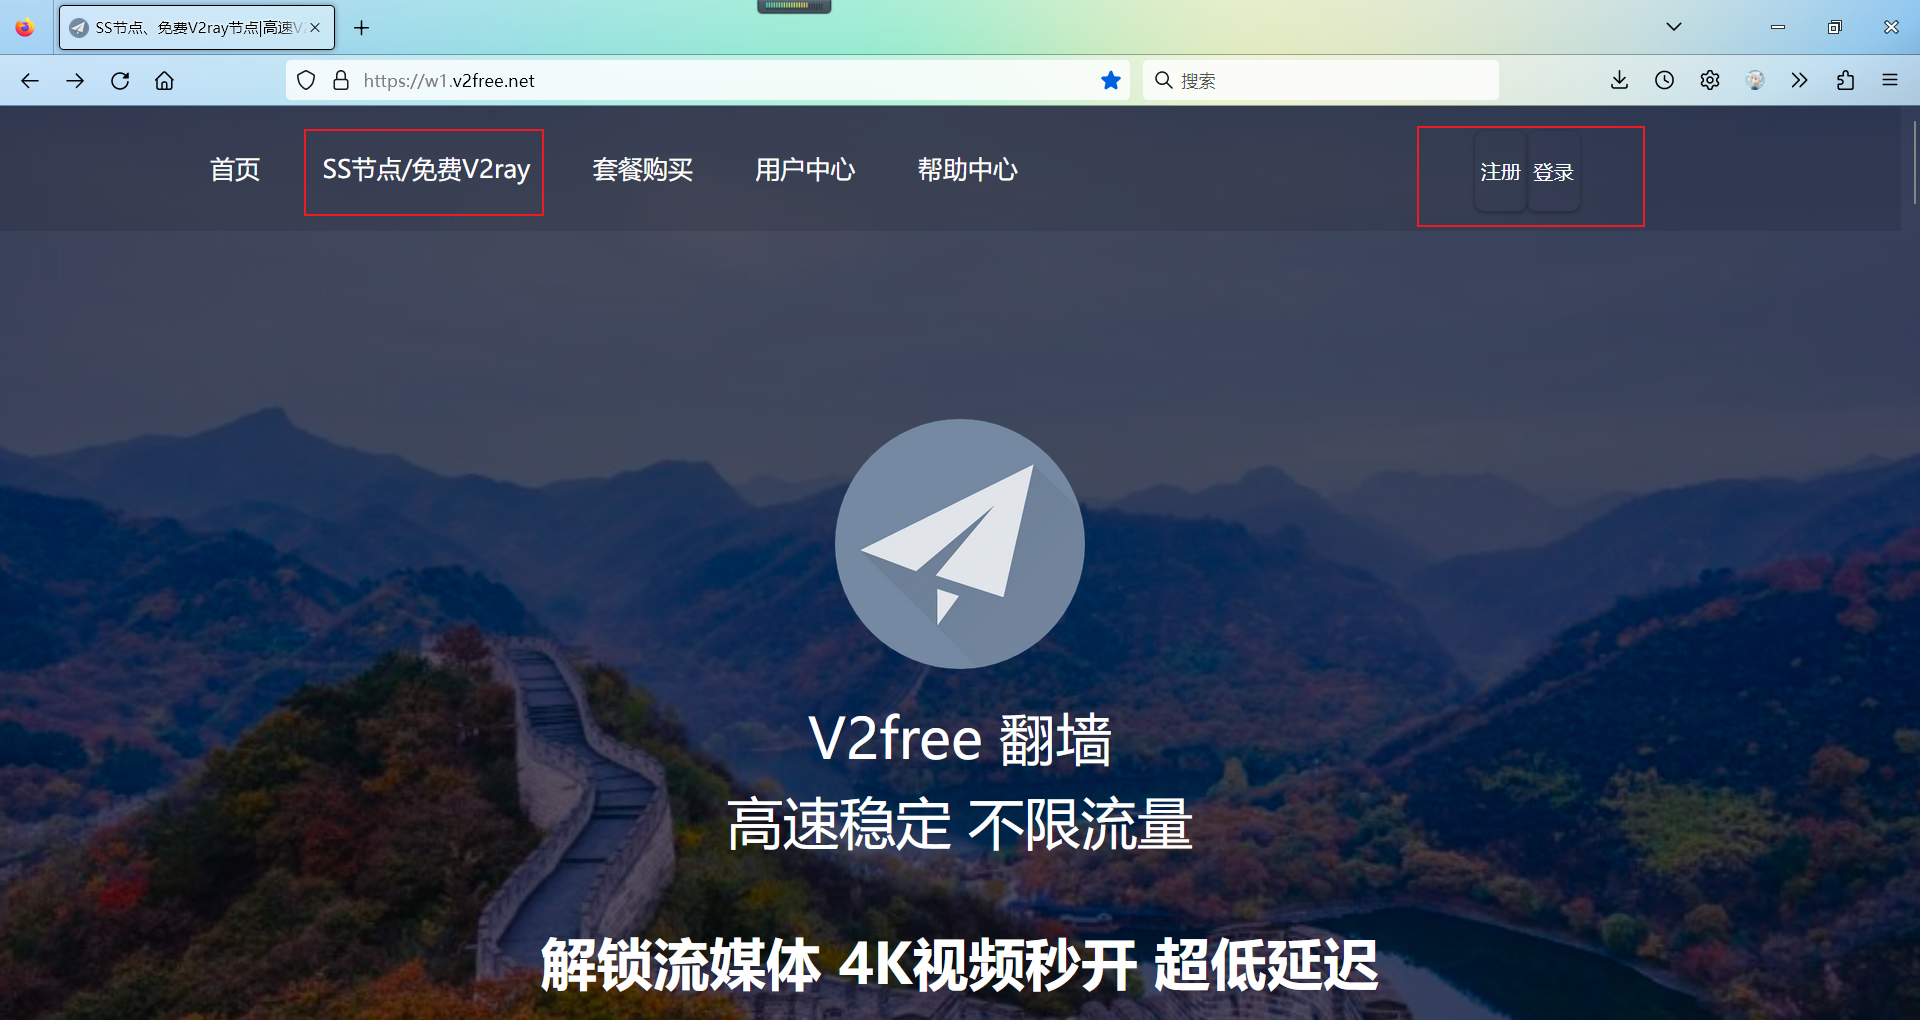 SS节点、免费V2ray节点|高速V2
https://w1.v2free.net
搜索
首页
SS节点/免费V2ray
套餐购买
用户中心
帮助中心
注册
登录
V2free 翻墙
高速稳定 不限流量
解锁流媒体 4K视频秒开 超低延迟